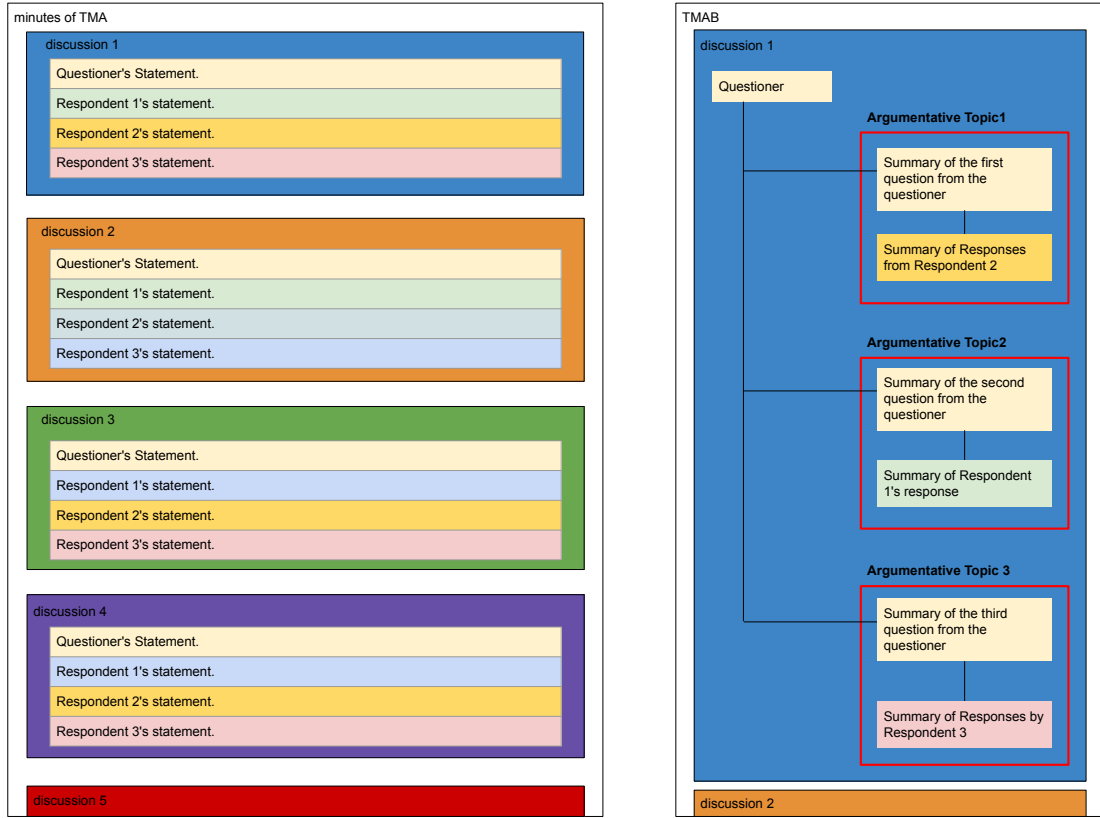 minutes of TMA
discussion 1
Questioner's Statement.
Respondent 1's statement.
Respondent 2's statement.
Respondent 3's statement.
discussion 2
Questioner's Statement.
Respondent 1's statement.
Respondent 2's statement.
Respondent 3's statement.
discussion 3
Questioner's Statement.
Respondent 1's statement.
Respondent 2's statement.
Respondent 3's statement.
discussion 4
Questioner's Statement.
Respondent 1's statement.
Respondent 2's statement.
Respondent 3's statement.
discussion 5
TMAB
discussion 1
Questioner
Argumentative Topic1
Summary of the first
question from the
questioner
Summary of Responses
from Respondent 2
Argumentative Topic2
Summary of the second
question from the
questioner
Summary of Respondent
1's response
Argumentative Topic 3
Summary of the third
question from the
questioner
Summary of Responses by
Respondent 3
discussion 2